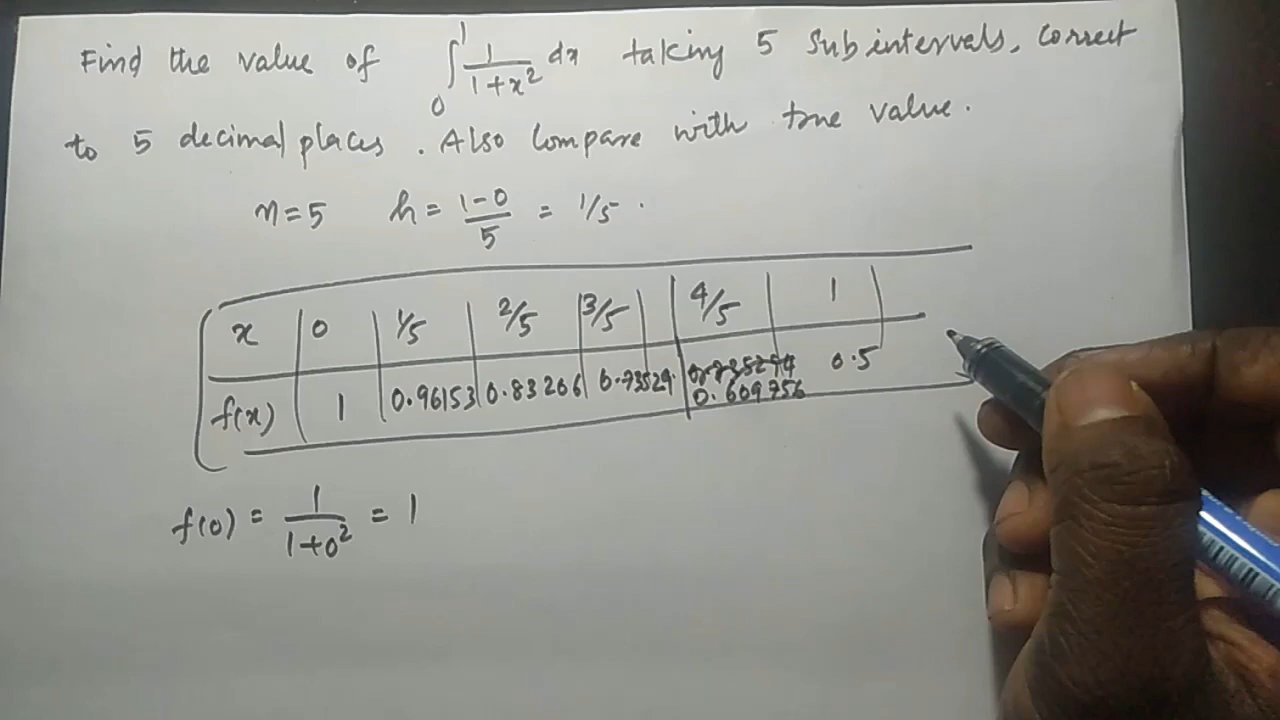 Find the value of ∫₀¹ 1/(1+x²) dx taking 5 Subintervals, Correct
to 5 decimal places. Also Compare with true value.
n=5 h = (1-0)/5 = 1/5 .
x | 0 | 1/5 | 2/5 | 3/5 | 4/5 | 1
f(x) | 1 | 0.96153 | 0.83206 | 0.73529 | 0.609756 | 0.5
f(0) = 1/(1+0²) = 1